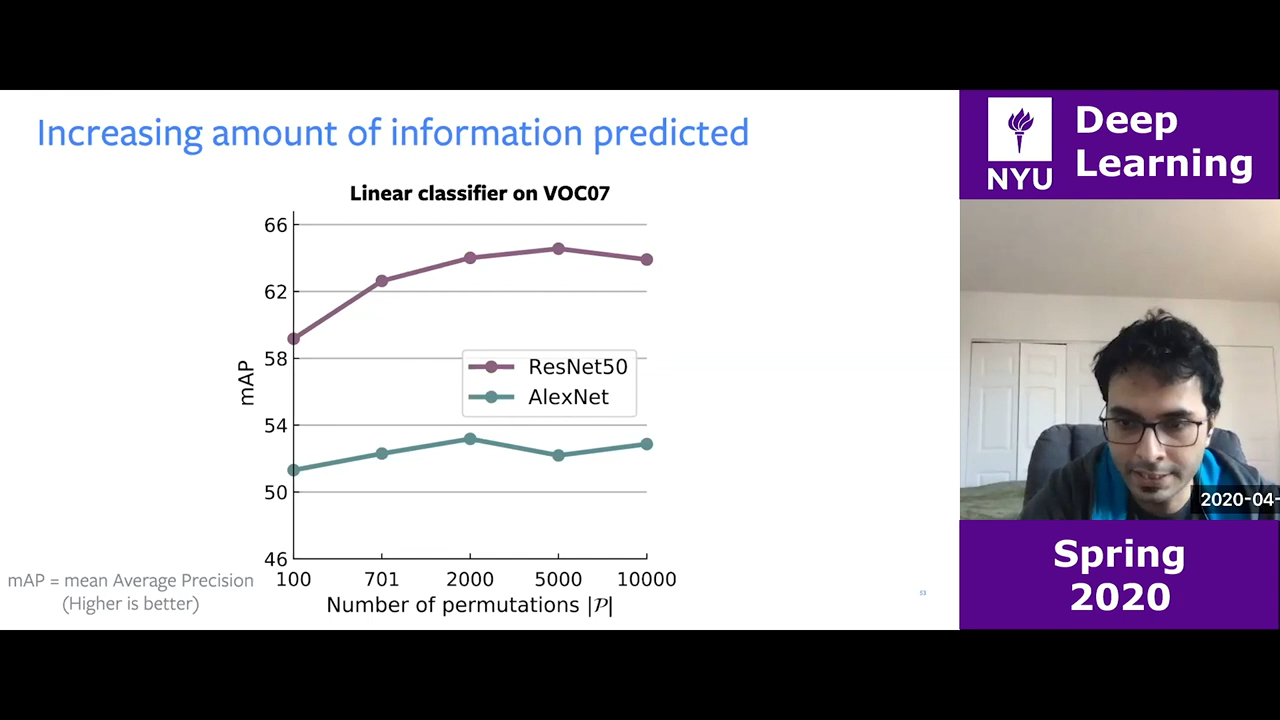 Increasing amount of information predicted
Linear classifier on VOC07
66
62
58
54
50
46
mAP
ResNet50
AlexNet
100 701 2000 5000 10000
Number of permutations |𝒫|
mAP = mean Average Precision
(Higher is better)
53
NYU
Deep
Learning
2020-04-
Spring
2020